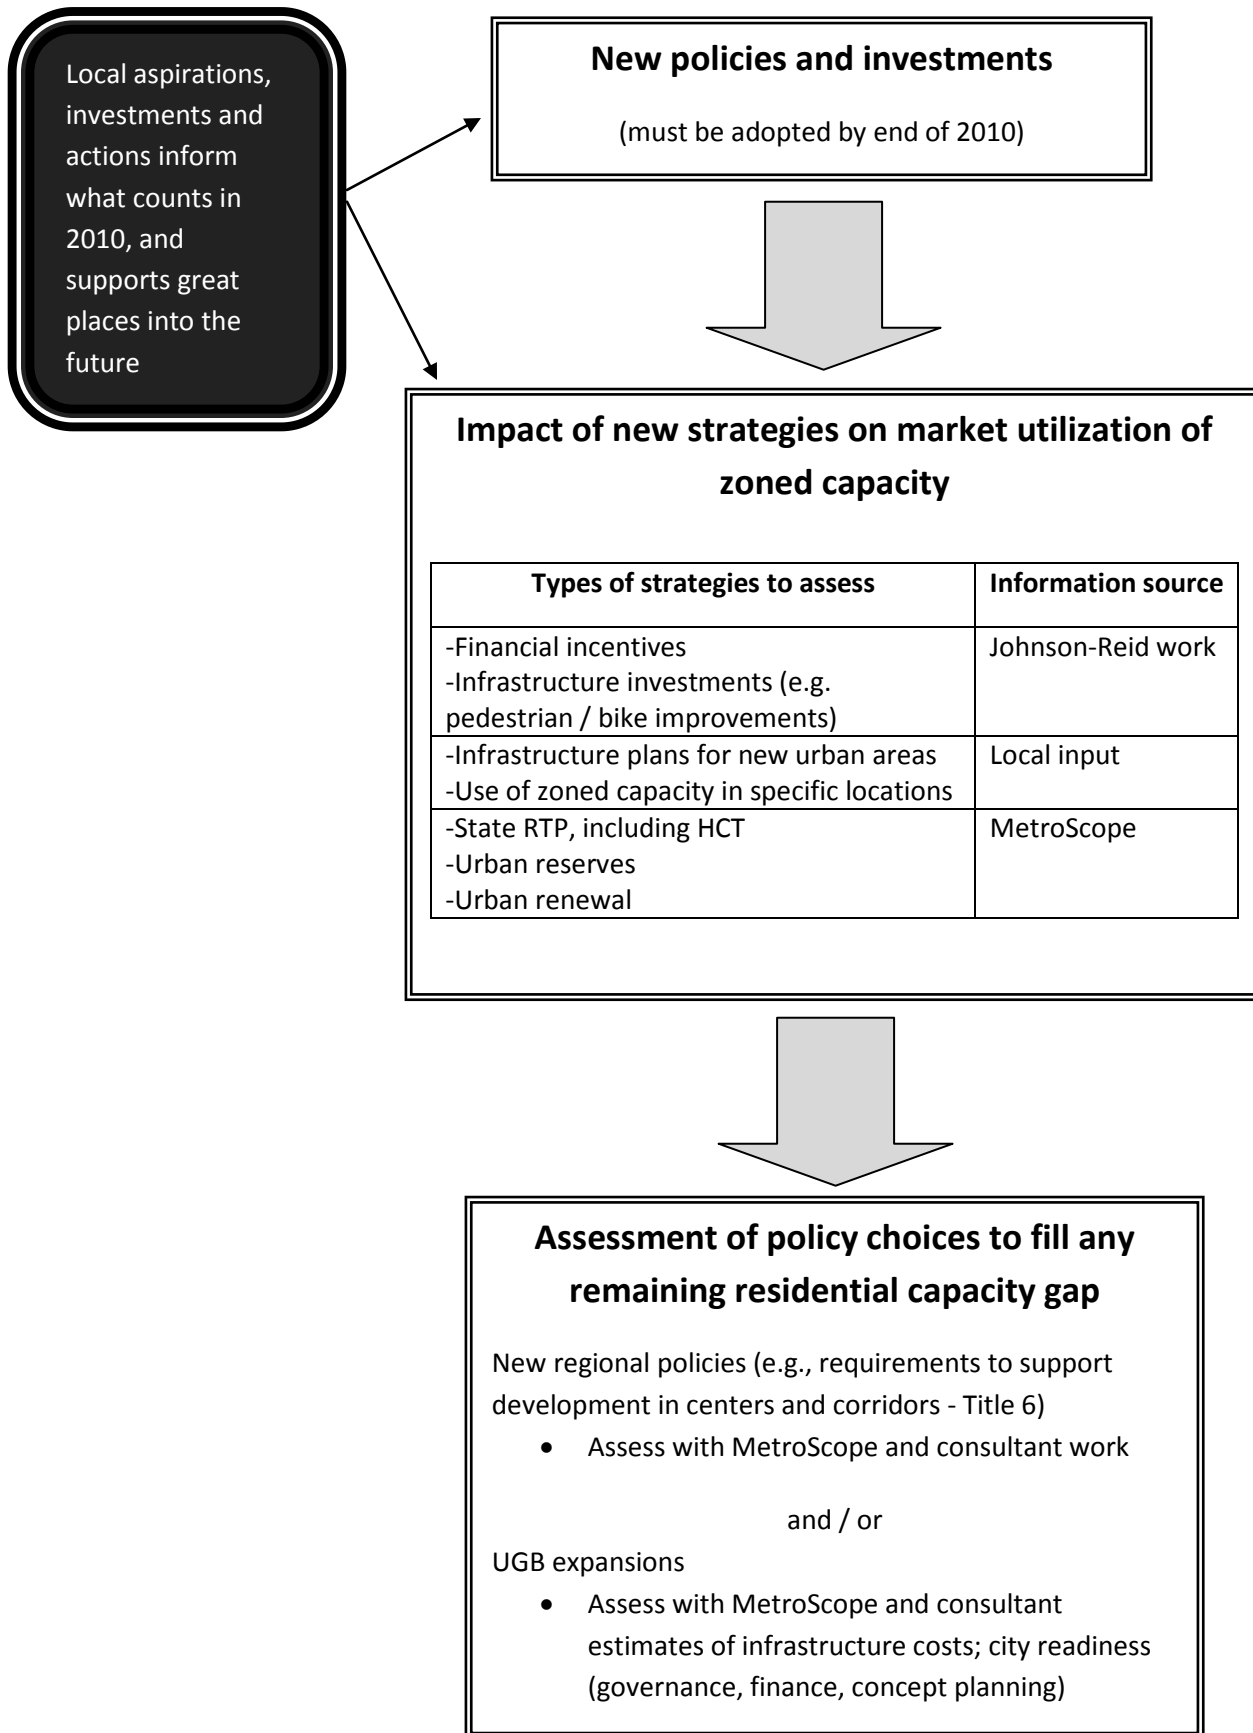 Local aspirations,
investments and
actions inform
what counts in
2010, and
supports great
places into the
future
New policies and investments
(must be adopted by end of 2010)
Impact of new strategies on market utilization of
zoned capacity
Types of strategies to assess
Information source
-Financial incentives
-Infrastructure investments (e.g.
pedestrian / bike improvements)
Johnson-Reid work
-Infrastructure plans for new urban areas
-Use of zoned capacity in specific locations
Local input
-State RTP, including HCT
-Urban reserves
-Urban renewal
MetroScope
Assessment of policy choices to fill any
remaining residential capacity gap
New regional policies (e.g., requirements to support
development in centers and corridors - Title 6)
• Assess with MetroScope and consultant work
and / or
UGB expansions
• Assess with MetroScope and consultant
estimates of infrastructure costs; city readiness
(governance, finance, concept planning)